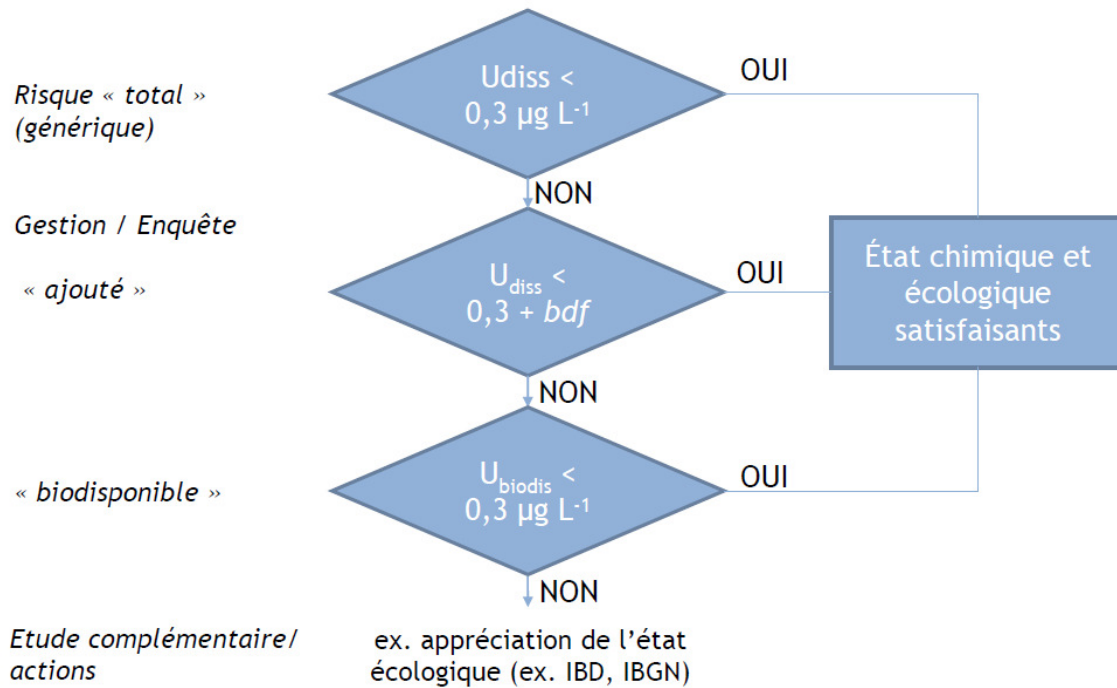 Risque « total »
(générique)
Udiss <
0,3 µg L⁻¹
OUI
NON
Gestion / Enquête
« ajouté »
U_diss <
0,3 + bdf
OUI
État chimique et
écologique
satisfaisants
NON
« biodisponible »
U_biodis <
0,3 µg L⁻¹
OUI
NON
Etude complémentaire/
actions
ex. appréciation de l’état
écologique (ex. IBD, IBGN)